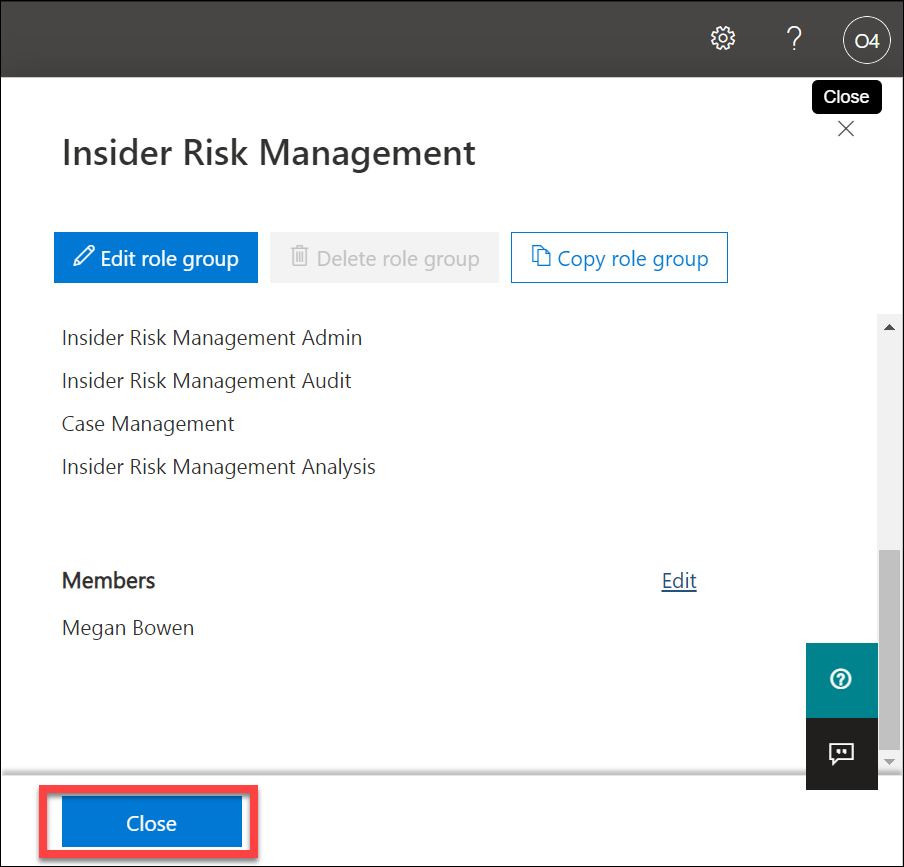 O4
Close
Insider Risk Management
Edit role group
Delete role group
Copy role group
Insider Risk Management Admin
Insider Risk Management Audit
Case Management
Insider Risk Management Analysis
Members
Edit
Megan Bowen
Close